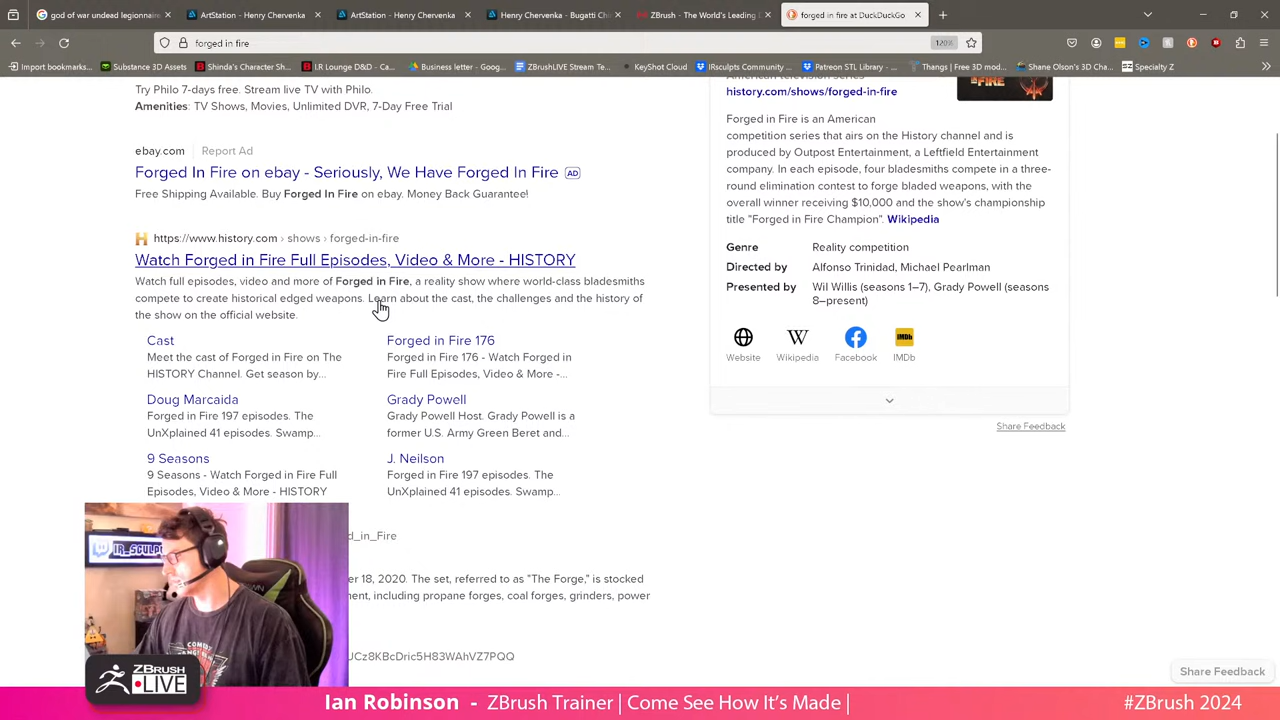 god of war undead legionnair
ArtStation - Henry Chervenka
ArtStation - Henry Chervenka
Henry Chervenka - Bugatti Chi
ZBrush - The World's Leading D
forged in fire at DuckDuckGo
forged in fire
120%
Import bookmarks...
Substance 3D Assets
Shinda's Character Sh...
LR Lounge D&D - Ca...
Business letter - Goog...
ZBrushLIVE Stream Te...
KeyShot Cloud
IRsculpts Community ...
Patreon STL Library - ...
Thangs | Free 3D mod...
Shane Olson's 3D Cha...
Specialty Z
Try Philo 7-days free. Stream live TV with Philo.
Amenities: TV Shows, Movies, Unlimited DVR, 7-Day Free Trial
ebay.com Report Ad
Forged In Fire on ebay - Seriously, We Have Forged In Fire AD
Free Shipping Available. Buy Forged In Fire on ebay. Money Back Guarantee!
https://www.history.com › shows › forged-in-fire
Watch Forged in Fire Full Episodes, Video & More - HISTORY
Watch full episodes, video and more of Forged in Fire, a reality show where world-class bladesmiths
compete to create historical edged weapons. Learn about the cast, the challenges and the history of
the show on the official website.
Cast
Meet the cast of Forged in Fire on The
HISTORY Channel. Get season by...
Forged in Fire 176
Forged in Fire 176 - Watch Forged in
Fire Full Episodes, Video & More -...
Doug Marcaida
Forged in Fire 197 episodes. The
UnXplained 41 episodes. Swamp...
Grady Powell
Grady Powell Host. Grady Powell is a
former U.S. Army Green Beret and...
9 Seasons
9 Seasons - Watch Forged in Fire Full
Episodes, Video & More - HISTORY
J. Neilson
Forged in Fire 197 episodes. The
UnXplained 41 episodes. Swamp...
d_in_Fire
er 18, 2020. The set, referred to as "The Forge," is stocked
ent, including propane forges, coal forges, grinders, power
JCz8KBcDric5H83WAhVZ7PQQ
American television series
history.com/shows/forged-in-fire
IN FIRE
Forged in Fire is an American
competition series that airs on the History channel and is
produced by Outpost Entertainment, a Leftfield Entertainment
company. In each episode, four bladesmiths compete in a three-
round elimination contest to forge bladed weapons, with the
overall winner receiving $10,000 and the show's championship
title "Forged in Fire Champion". Wikipedia
Genre Reality competition
Directed by Alfonso Trinidad, Michael Pearlman
Presented by Wil Willis (seasons 1–7), Grady Powell (seasons
8–present)
Website
Wikipedia
Facebook
IMDb
IMDb
Share Feedback
Share Feedback
IR_SCULP
ZBRUSH
LIVE
Ian Robinson - ZBrush Trainer | Come See How It's Made |
#ZBrush 2024